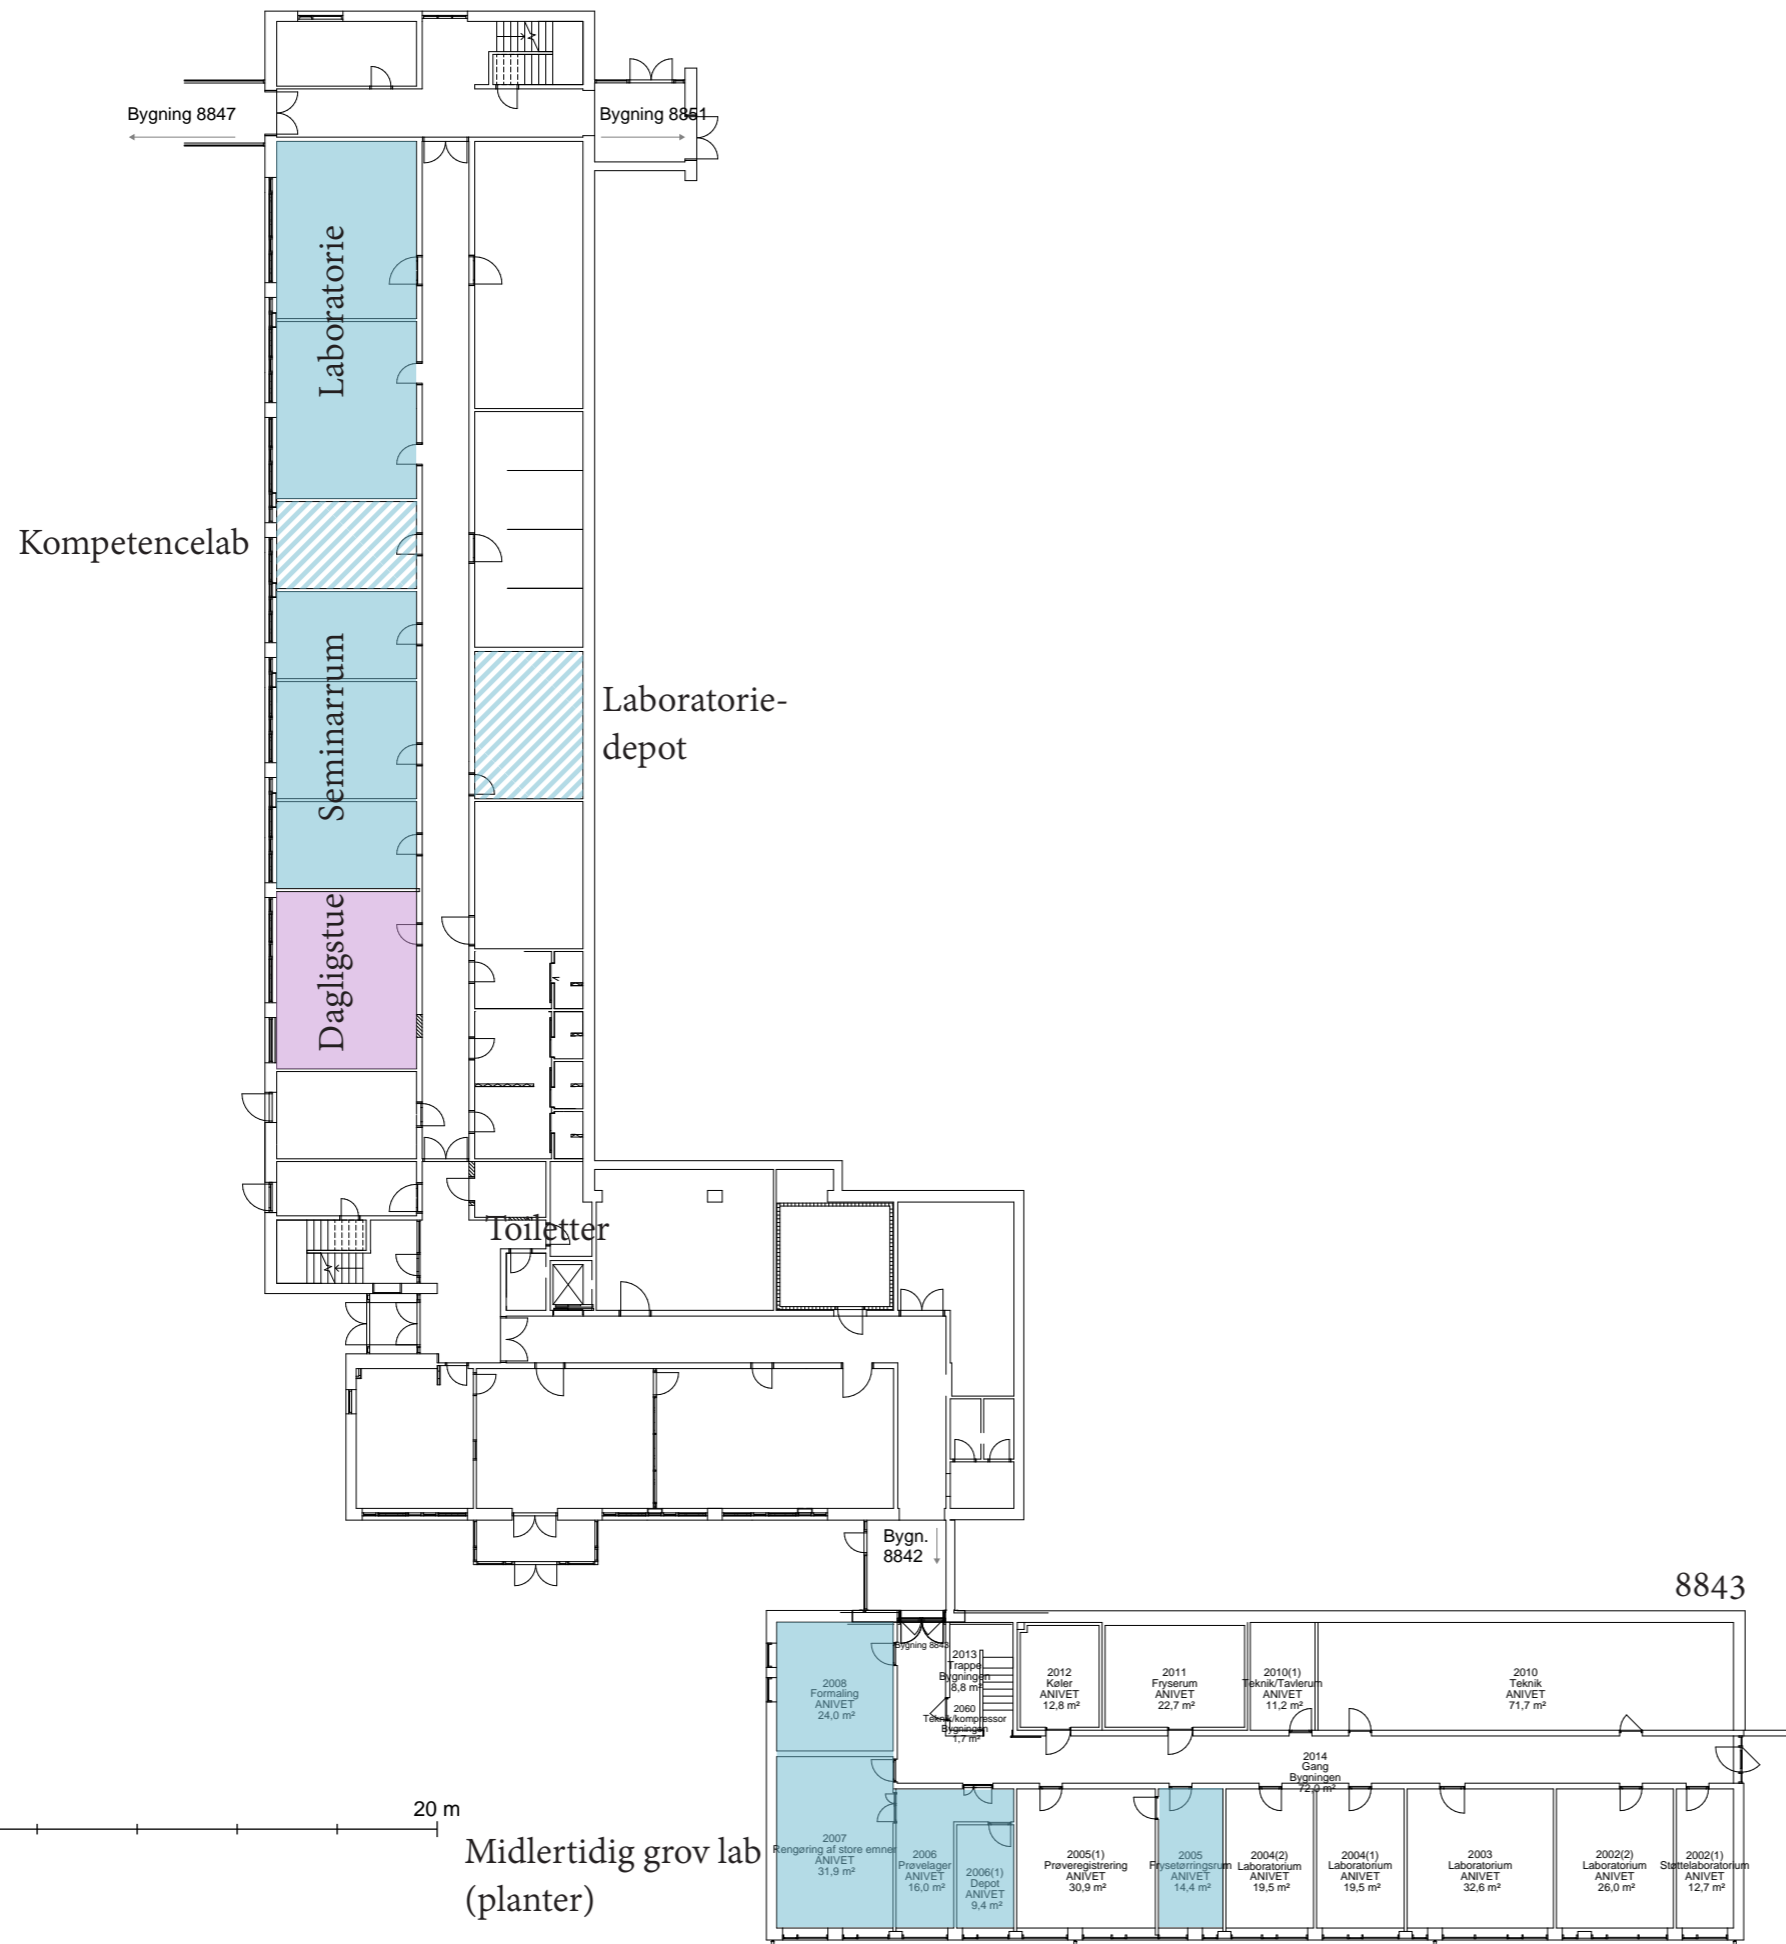 Bygning 8847
Bygning 8851
Laboratorie
Kompetencelab
Seminarrum
Laboratorie-
depot
Dagligstue
Toiletter
Bygn.
8842
8843
Bygning 8843
2008
Formaling
ANIVET
24,0 m²
2013
Trappe
Bygningen
8,8 m²
2060
Teknik/kompressor
Bygningen
1,7 m²
2012
Køler
ANIVET
12,8 m²
2011
Fryserum
ANIVET
22,7 m²
2010(1)
Teknik/Tavlerum
ANIVET
11,2 m²
2010
Teknik
ANIVET
71,7 m²
2014
Gang
Bygningen
72,0 m²
20 m
Midlertidig grov lab
(planter)
2007
Rengøring af store emner
ANIVET
31,9 m²
2006
Prøvelager
ANIVET
16,0 m²
2006(1)
Depot
ANIVET
9,4 m²
2005(1)
Prøveregistrering
ANIVET
30,9 m²
2005
Frysetørringsrum
ANIVET
14,4 m²
2004(2)
Laboratorium
ANIVET
19,5 m²
2004(1)
Laboratorium
ANIVET
19,5 m²
2003
Laboratorium
ANIVET
32,6 m²
2002(2)
Laboratorium
ANIVET
26,0 m²
2002(1)
Støttelaboratorium
ANIVET
12,7 m²